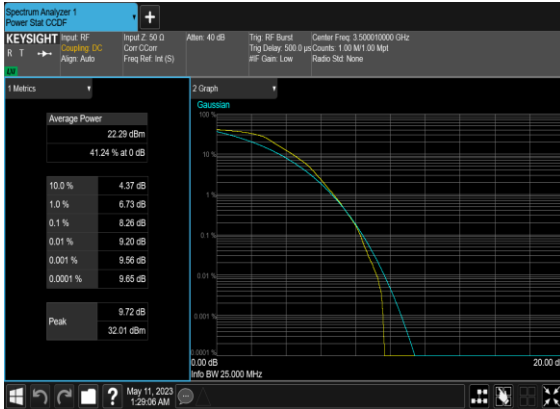 Spectrum Analyzer 1
Power Stat CCDF
KEYSIGHT
R T
LV
Input: RF
Coupling: DC
Align: Auto
Input Z: 50 Ω
Corr CCorr
Freq Ref: Int (S)
Atten: 40 dB
Trig: RF Burst
Trig Delay: 500.0 µs
#IF Gain: Low
Center Freq: 3.500010000 GHz
Counts: 1.00 M/1.00 Mpt
Radio Std: None
1 Metrics
Average Power
22.29 dBm
41.24 % at 0 dB
10.0 % 4.37 dB
1.0 % 6.73 dB
0.1 % 8.26 dB
0.01 % 9.20 dB
0.001 % 9.56 dB
0.0001 % 9.65 dB
Peak
9.72 dB
32.01 dBm
2 Graph
Gaussian
100 %
10 %
1 %
0.1 %
0.01 %
0.001 %
0.0001 %
0.00 dB
20.00 d
Info BW 25.000 MHz
?
May 11, 2023
1:29:06 AM